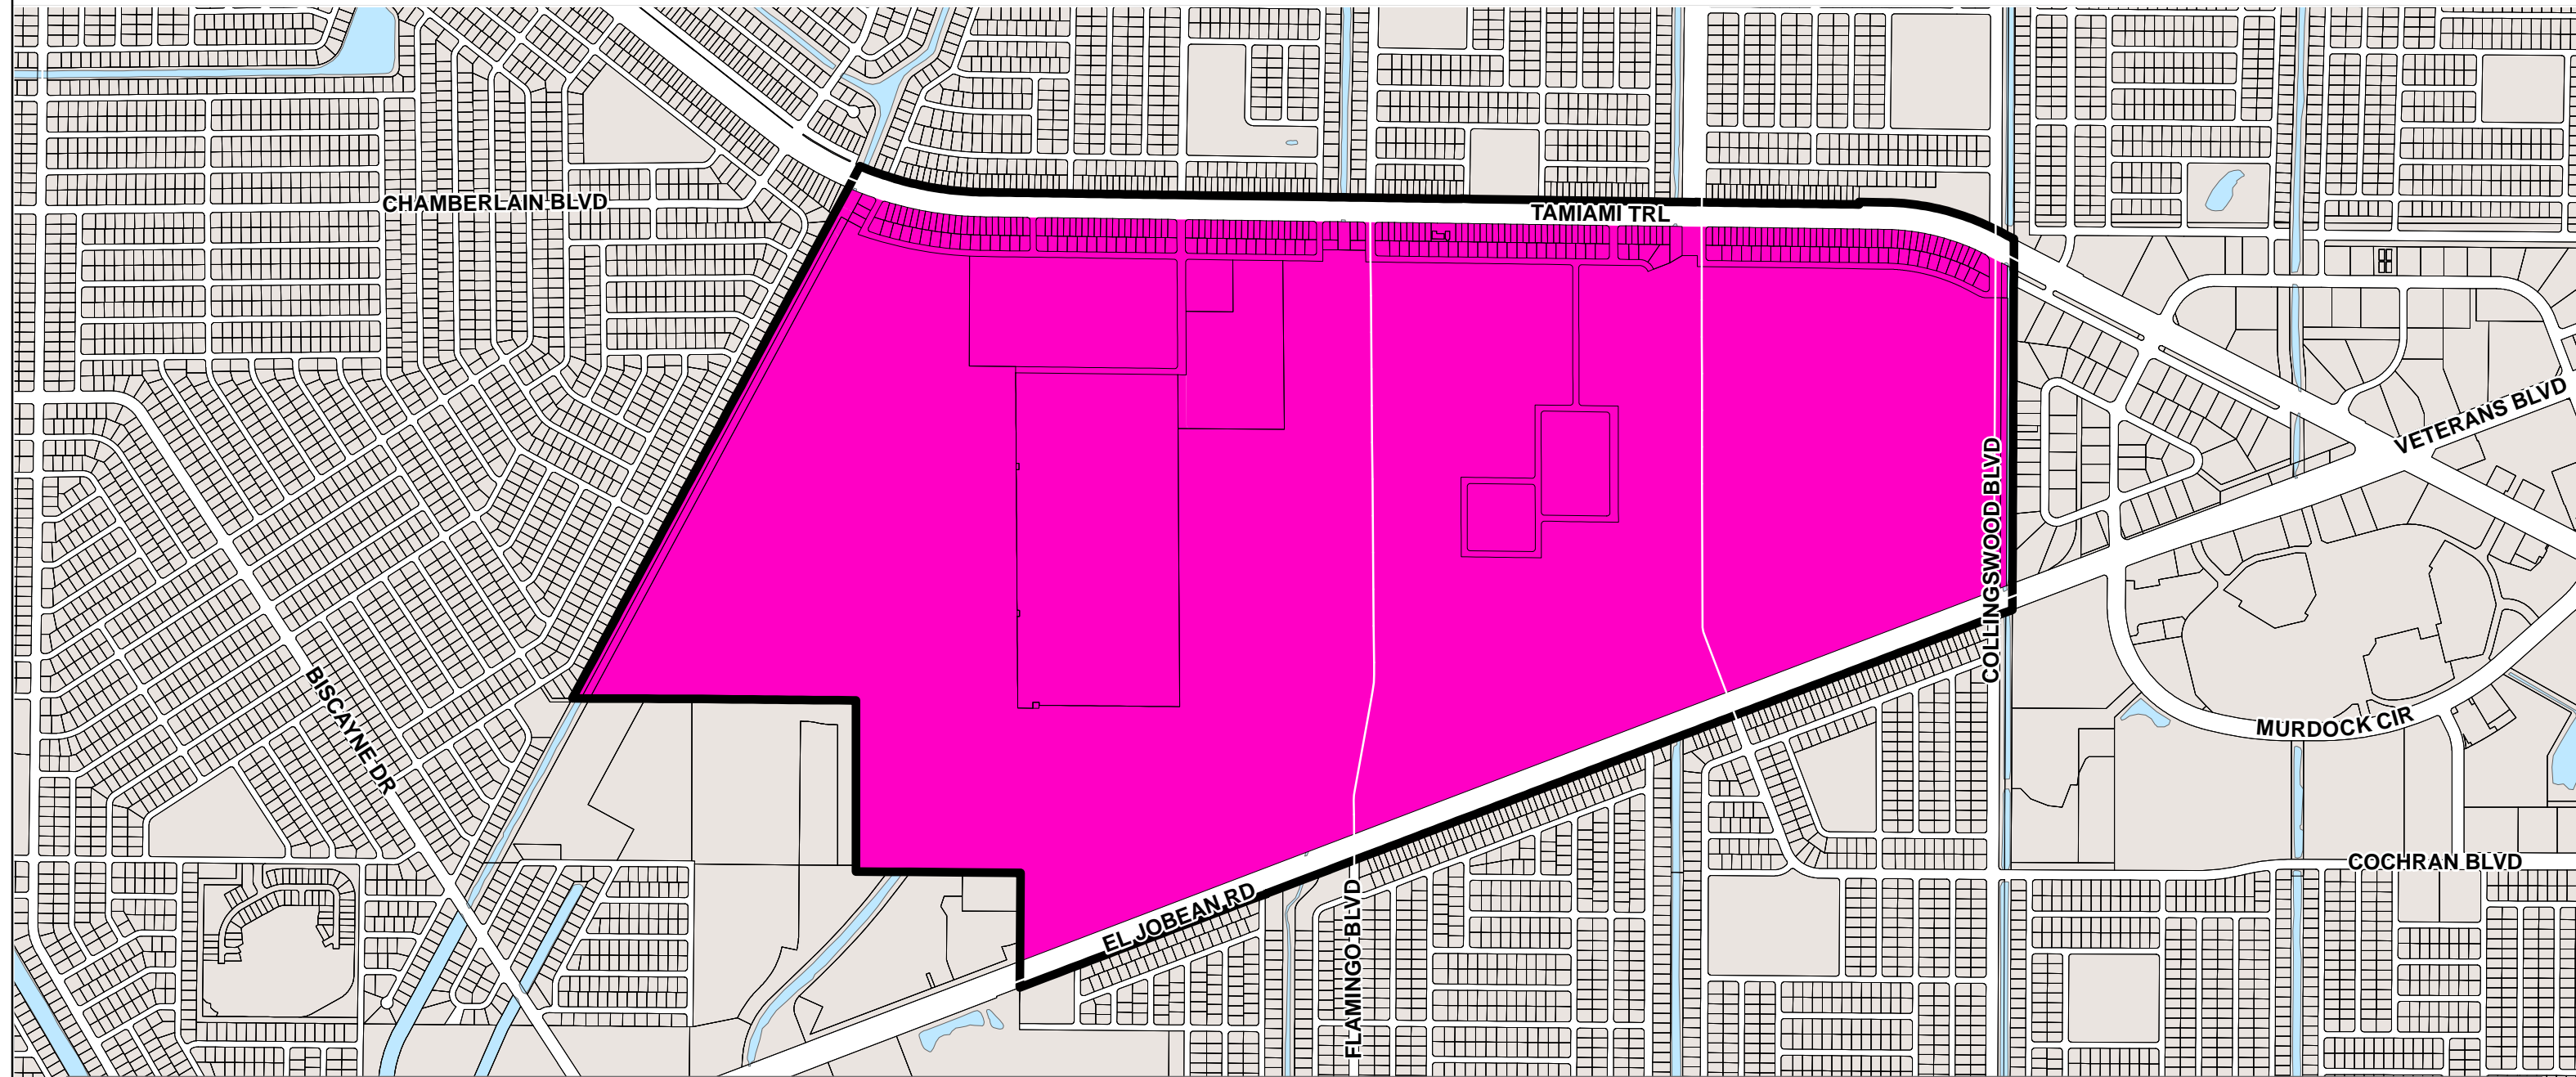 CHAMBERLAIN BLVD
TAMIAMI TRL
VETERANS BLVD
COLLINGSWOOD BLVD
BISCAYNE DR
MURDOCK CIR
COCHRAN BLVD
EL JOBEAN RD
FLAMINGO BLVD